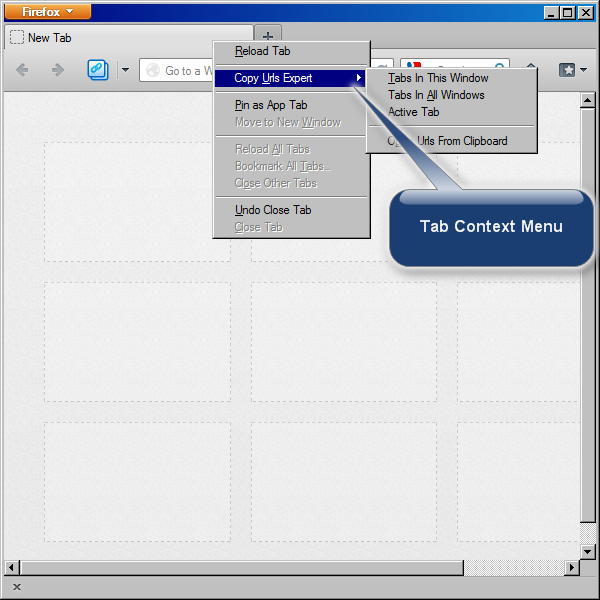 Firefox
New Tab
Go to a W
Reload Tab
Copy Urls Expert
Pin as App Tab
Move to New Window
Reload All Tabs
Bookmark All Tabs...
Close Other Tabs
Undo Close Tab
Close Tab
Tabs In This Window
Tabs In All Windows
Active Tab
Urls From Clipboard
Tab Context Menu